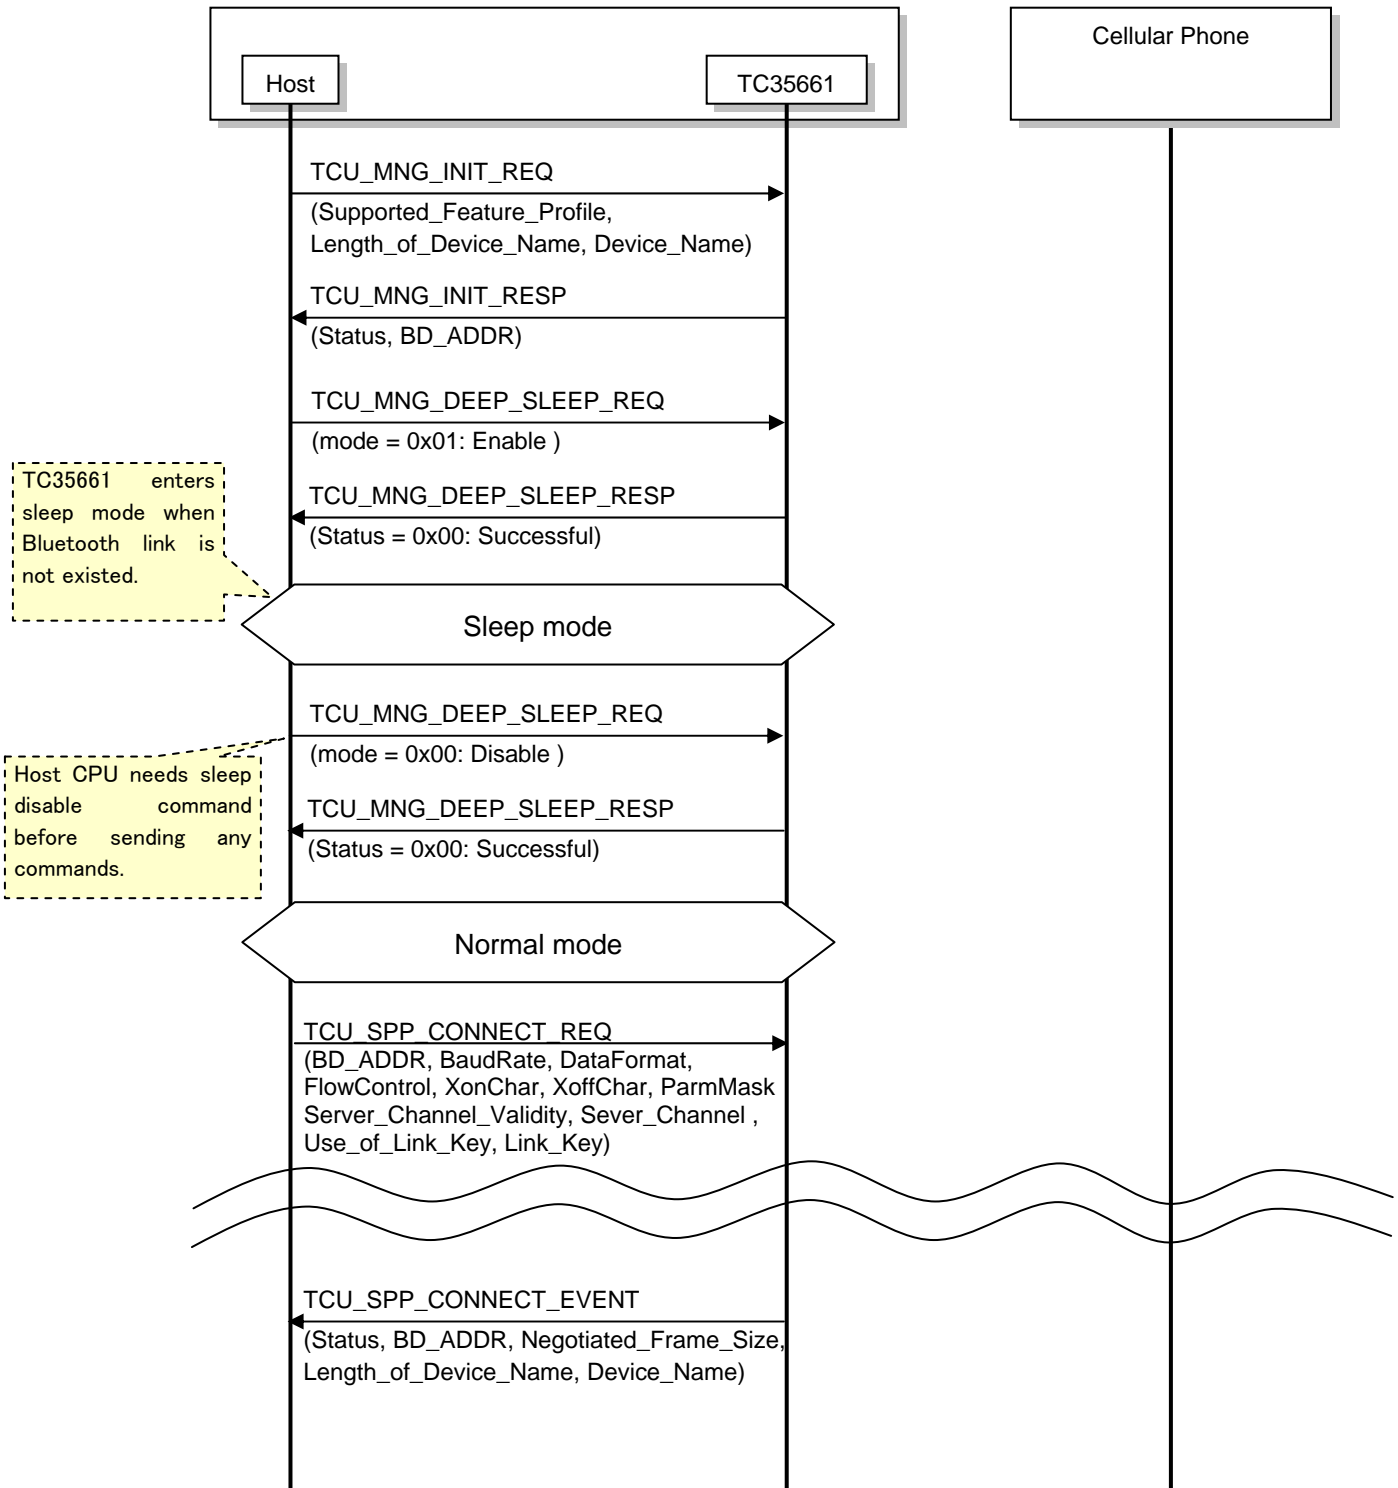 Cellular Phone
Host
TC35661
TCU_MNG_INIT_REQ
(Supported_Feature_Profile,
Length_of_Device_Name, Device_Name)
TCU_MNG_INIT_RESP
(Status, BD_ADDR)
TCU_MNG_DEEP_SLEEP_REQ
(mode = 0x01: Enable )
TC35661 enters
sleep mode when
Bluetooth link is
not existed.
TCU_MNG_DEEP_SLEEP_RESP
(Status = 0x00: Successful)
Sleep mode
TCU_MNG_DEEP_SLEEP_REQ
(mode = 0x00: Disable )
Host CPU needs sleep
disable command
before sending any
commands.
TCU_MNG_DEEP_SLEEP_RESP
(Status = 0x00: Successful)
Normal mode
TCU_SPP_CONNECT_REQ
(BD_ADDR, BaudRate, DataFormat,
FlowControl, XonChar, XoffChar, ParmMask
Server_Channel_Validity, Sever_Channel ,
Use_of_Link_Key, Link_Key)
TCU_SPP_CONNECT_EVENT
(Status, BD_ADDR, Negotiated_Frame_Size,
Length_of_Device_Name, Device_Name)